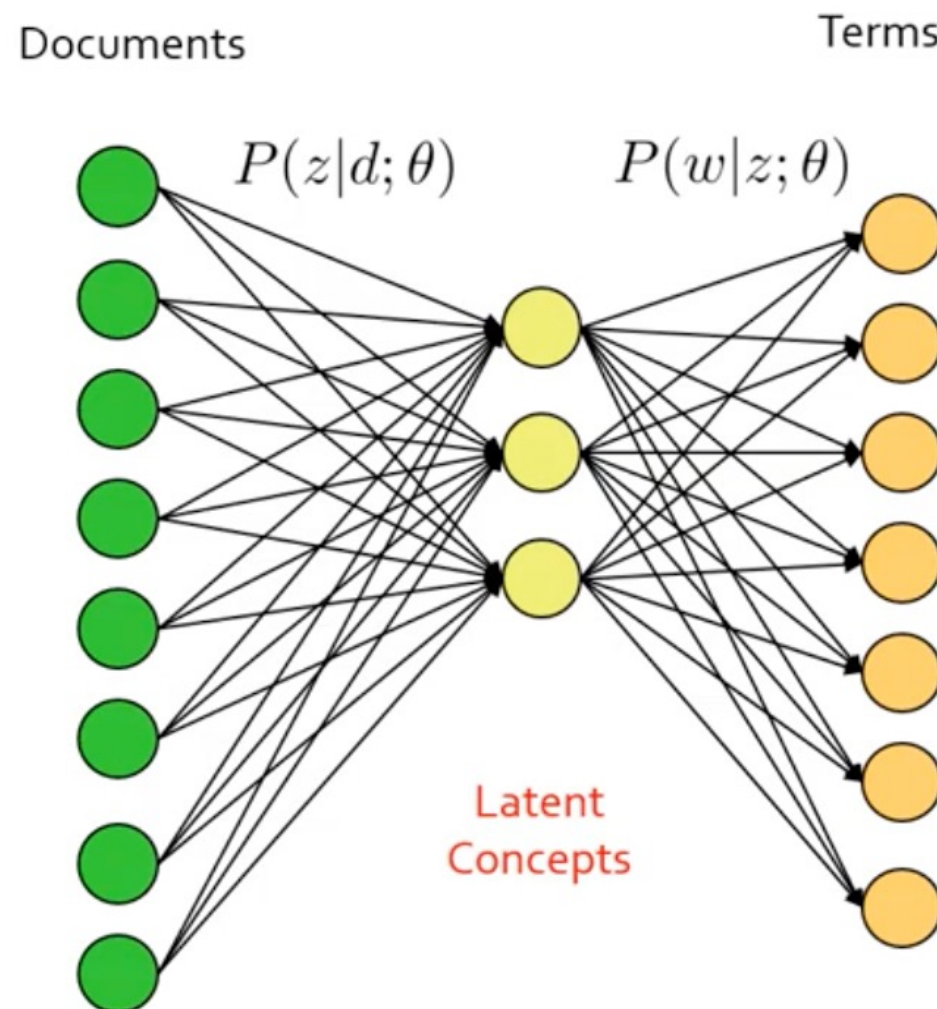 Documents
Terms
P(z|d; θ)
P(w|z; θ)
Latent
Concepts